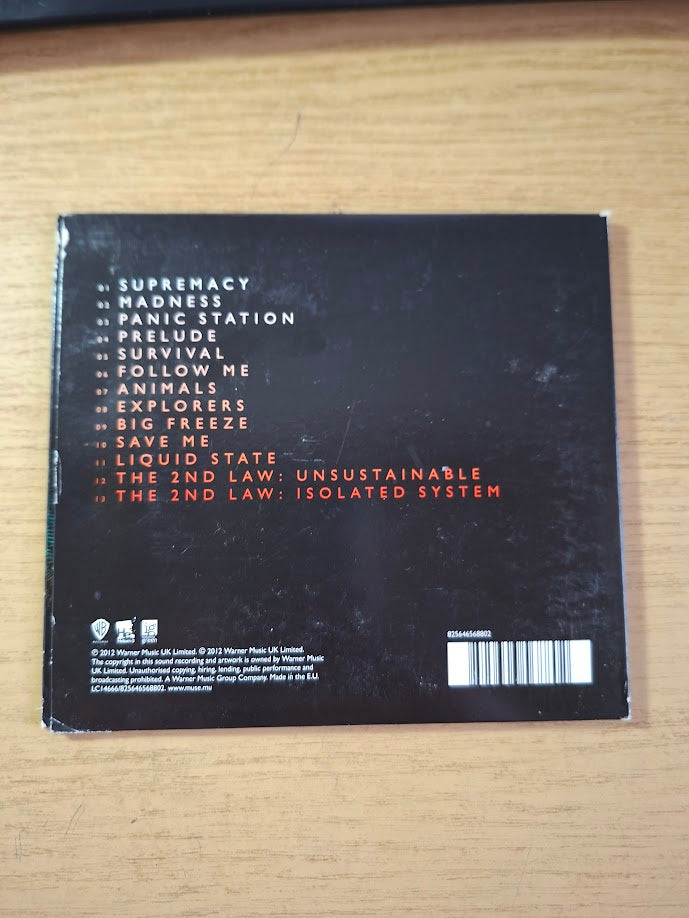 01 SUPREMACY
02 MADNESS
03 PANIC STATION
04 PRELUDE
05 SURVIVAL
06 FOLLOW ME
07 ANIMALS
08 EXPLORERS
09 BIG FREEZE
10 SAVE ME
11 LIQUID STATE
12 THE 2ND LAW: UNSUSTAINABLE
13 THE 2ND LAW: ISOLATED SYSTEM
WB
green
℗ 2012 Warner Music UK Limited. © 2012 Warner Music UK Limited.
The copyright in this sound recording and artwork is owned by Warner Music
UK Limited. Unauthorised copying, hiring, lending, public performance and
broadcasting prohibited. A Warner Music Group Company. Made in the E.U.
LC14666/825646568802. www.muse.mu
825646568802